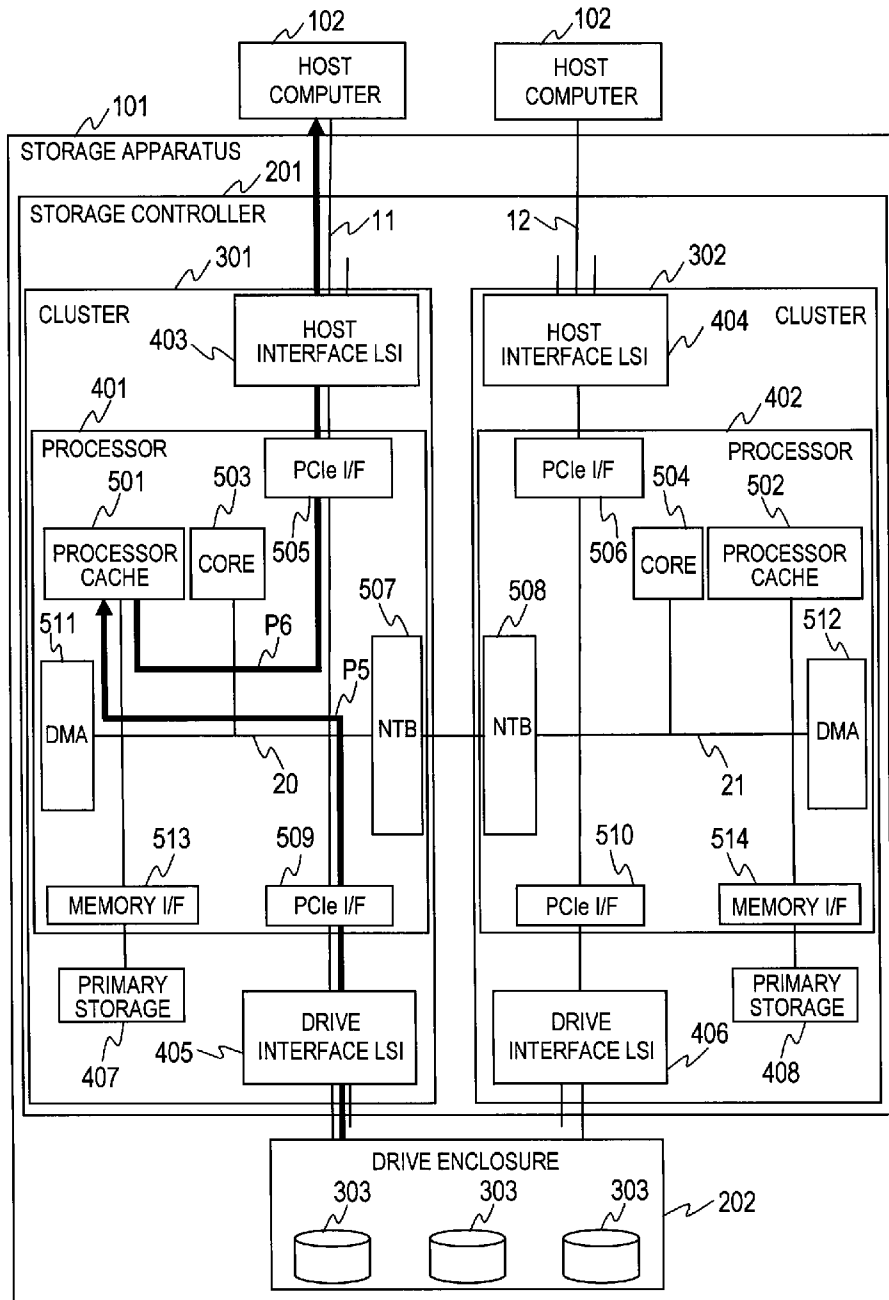 102
102
HOST
COMPUTER
HOST
COMPUTER
101
STORAGE APPARATUS
201
STORAGE CONTROLLER
11
12
301
302
CLUSTER
CLUSTER
HOST
INTERFACE LSI
HOST
INTERFACE LSI
403
404
401
402
PROCESSOR
PROCESSOR
501
503
PCIe I/F
PCIe I/F
504
502
PROCESSOR
CACHE
CORE
505
506
CORE
PROCESSOR
CACHE
511
P6
507
508
512
P5
DMA
NTB
NTB
DMA
20
21
513
509
510
514
MEMORY I/F
PCIe I/F
PCIe I/F
MEMORY I/F
PRIMARY
STORAGE
PRIMARY
STORAGE
407
408
DRIVE
INTERFACE LSI
DRIVE
INTERFACE LSI
405
406
DRIVE ENCLOSURE
303
303
303
202